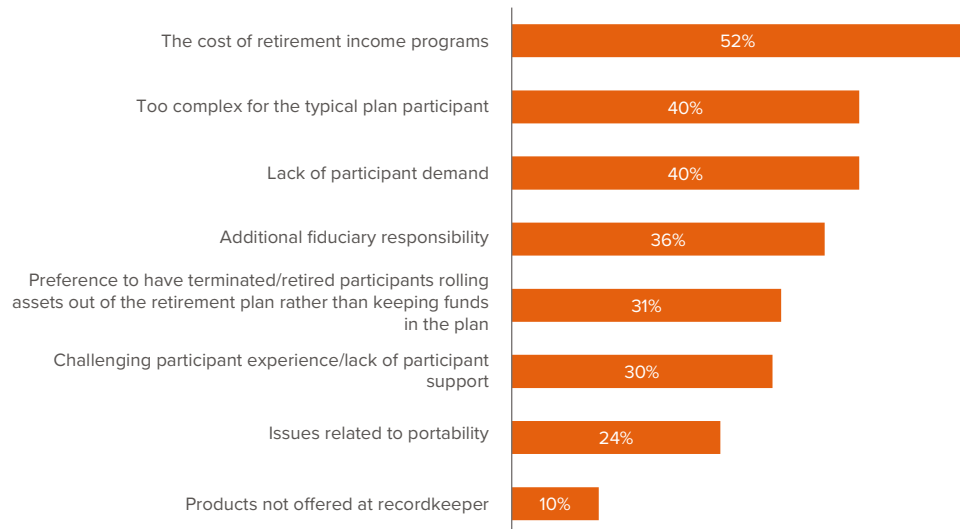 The cost of retirement income programs
52%
Too complex for the typical plan participant
40%
Lack of participant demand
40%
Additional fiduciary responsibility
36%
Preference to have terminated/retired participants rolling
assets out of the retirement plan rather than keeping funds
in the plan
31%
Challenging participant experience/lack of participant
support
30%
Issues related to portability
24%
Products not offered at recordkeeper
10%